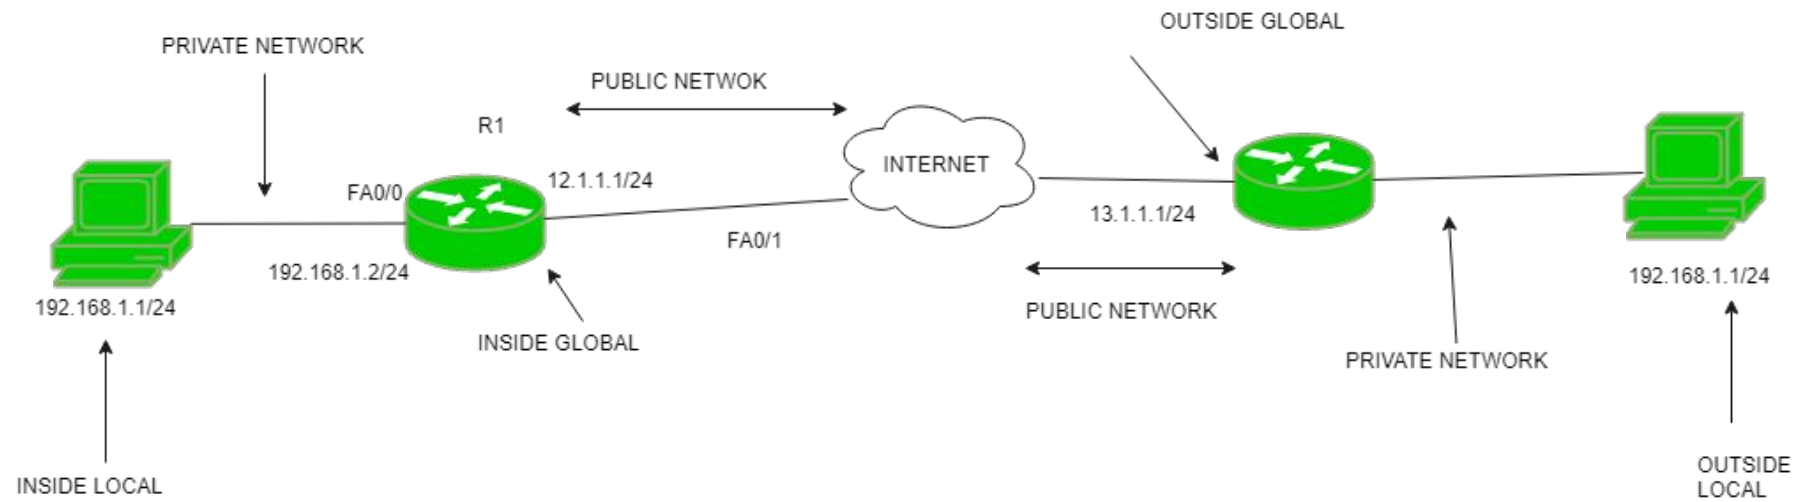 OUTSIDE GLOBAL
PRIVATE NETWORK
PUBLIC NETWOK
R1
INTERNET
12.1.1.1/24
FA0/0
13.1.1.1/24
FA0/1
192.168.1.2/24
192.168.1.1/24
192.168.1.1/24
PUBLIC NETWORK
INSIDE GLOBAL
PRIVATE NETWORK
INSIDE LOCAL
OUTSIDE
LOCAL